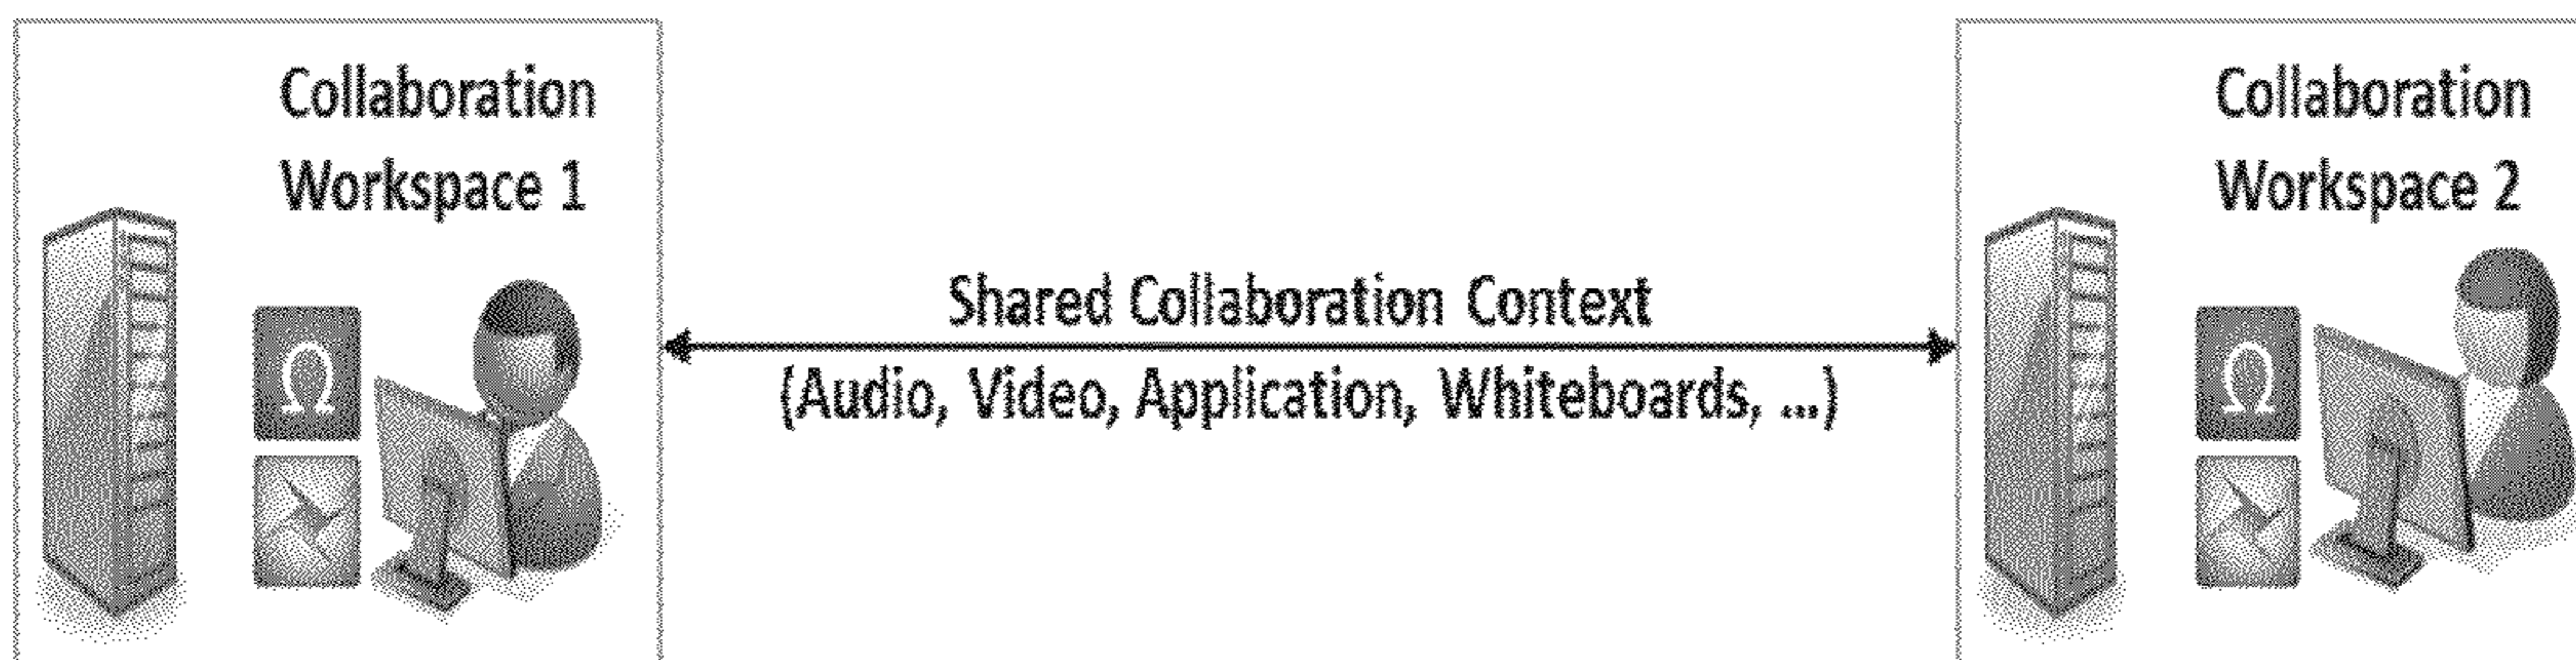 Collaboration
Workspace 1
Shared Collaboration Context
(Audio, Video, Application, Whiteboards, ...)
Collaboration
Workspace 2
Ω
Ω